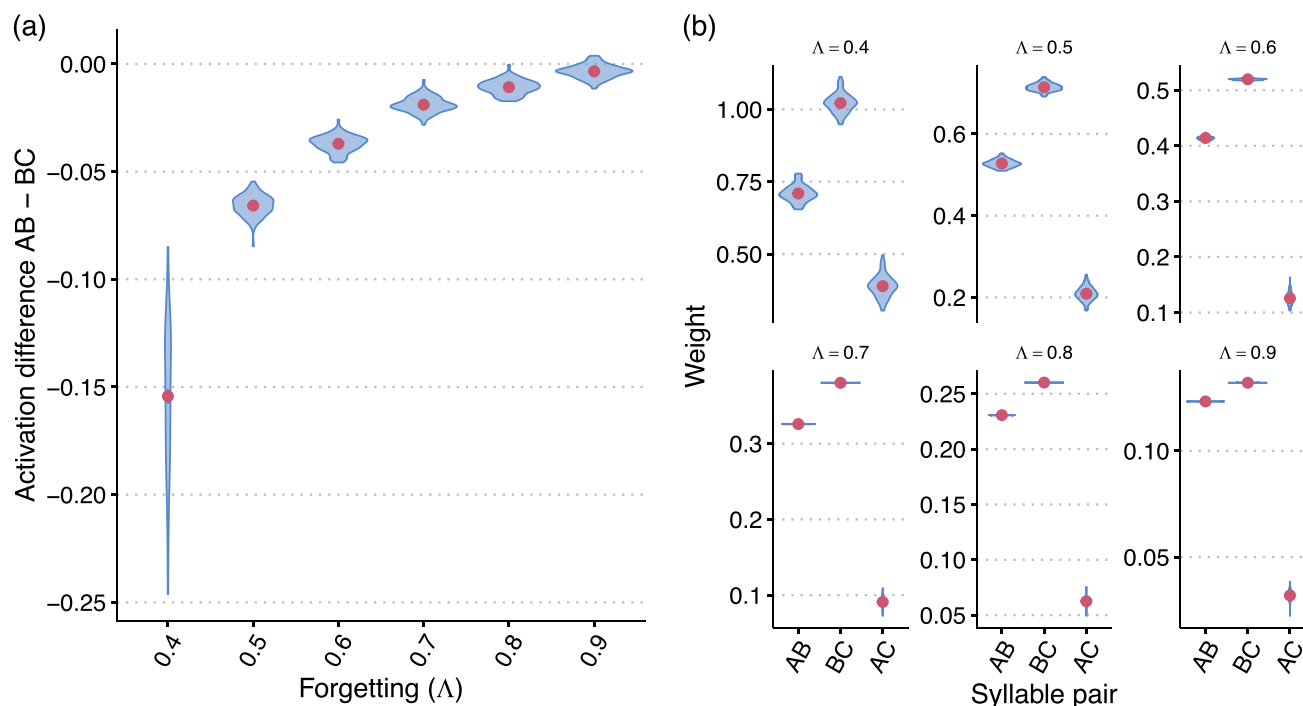 (a)
Activation difference AB − BC
0.00
−0.05
−0.10
−0.15
−0.20
−0.25
0.4
0.5
0.6
0.7
0.8
0.9
Forgetting (Λ)
(b)
Weight
Λ = 0.4
1.00
0.75
0.50
Λ = 0.5
0.6
0.4
0.2
Λ = 0.6
0.5
0.4
0.3
0.2
0.1
Λ = 0.7
0.3
0.2
0.1
Λ = 0.8
0.25
0.20
0.15
0.10
0.05
Λ = 0.9
0.10
0.05
AB
BC
AC
AB
BC
AC
AB
BC
AC
Syllable pair